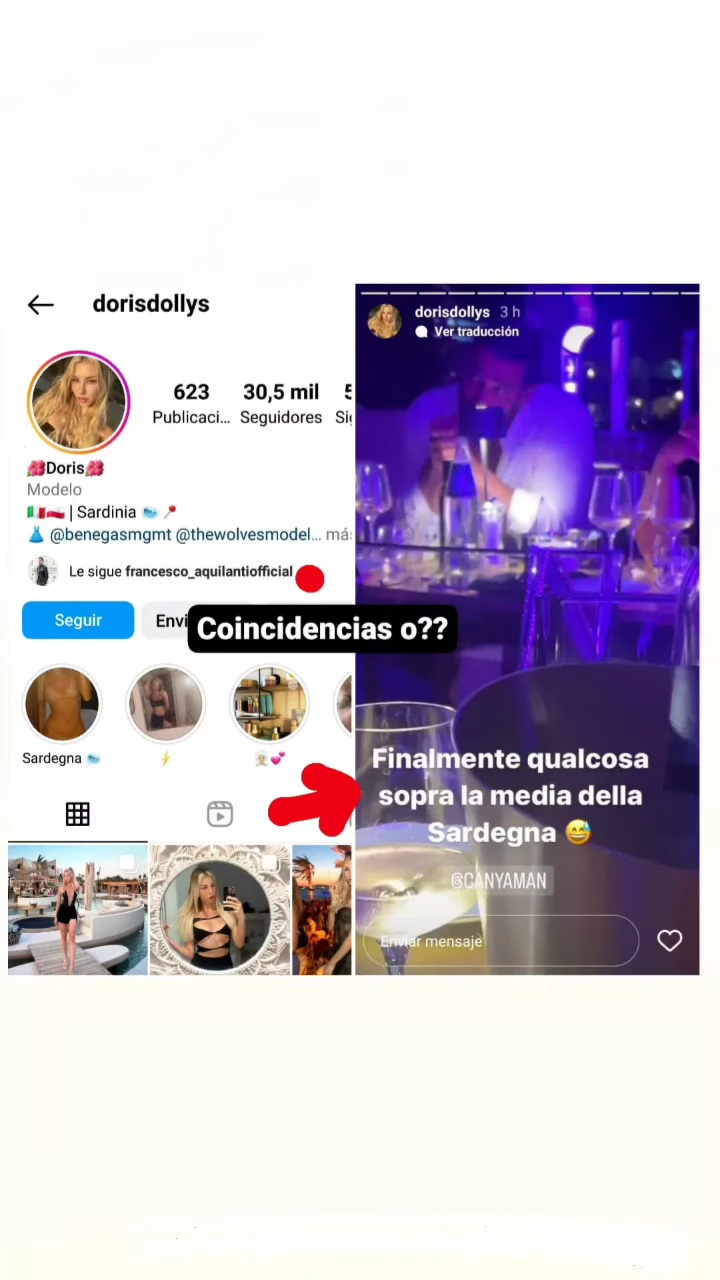 dorisdollys
623
30,5 mil
Publicaci...
Seguidores
Doris
Modelo
| Sardinia
@benegasmgmt @thewolvesmodel... más
Le sigue francesco_aquilantiofficial
Seguir
Envi
Sardegna
Coincidencias o??
dorisdollys 3 h
Ver traducción
Finalmente qualcosa
sopra la media della
Sardegna 😅
@CANYAMAN
Enviar mensaje